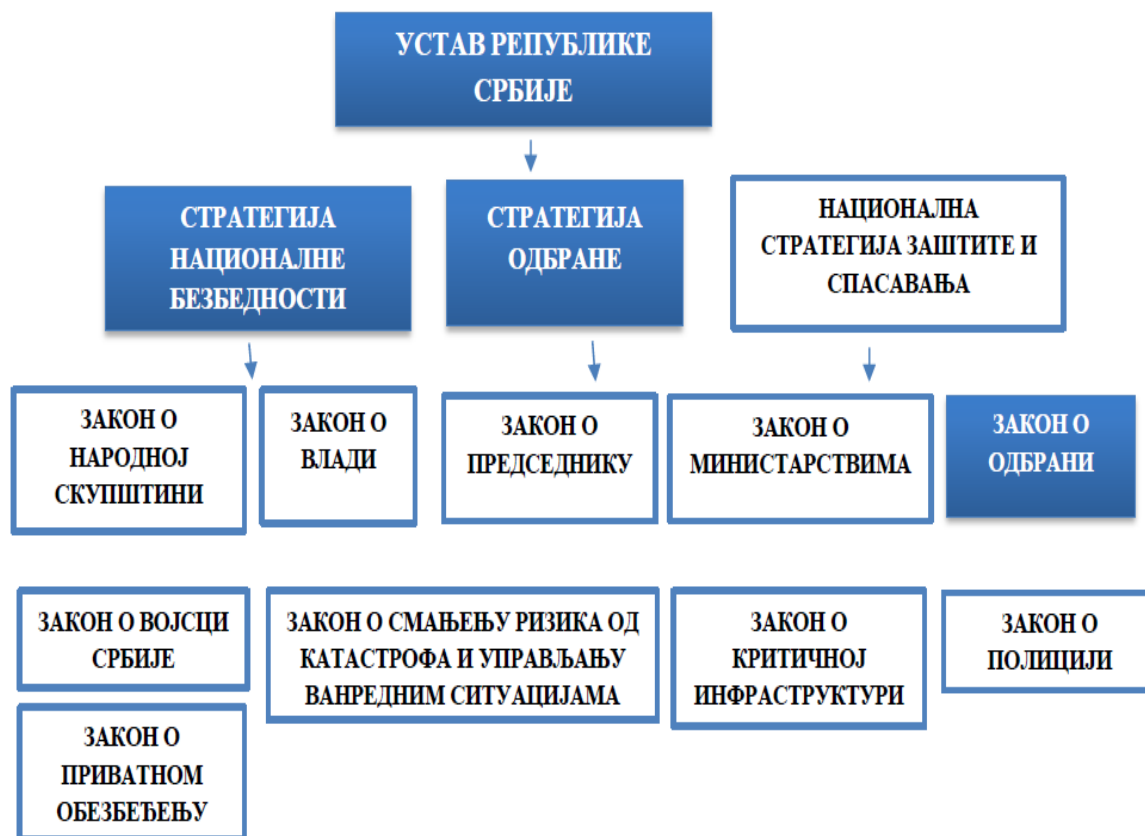 УСТАВ РЕПУБЛИКЕ
СРБИЈЕ
СТРАТЕГИЈА
НАЦИОНАЛНЕ
БЕЗБЕДНОСТИ
СТРАТЕГИЈА
ОДБРАНЕ
НАЦИОНАЛНА
СТРАТЕГИЈА ЗАШТИТЕ И
СПАСАВАЊА
ЗАКОН О
НАРОДНОЈ
СКУПШТИНИ
ЗАКОН О
ВЛАДИ
ЗАКОН О
ПРЕДСЕДНИКУ
ЗАКОН О
МИНИСТАРСТВИМА
ЗАКОН О
ОДБРАНИ
ЗАКОН О ВОЈСЦИ
СРБИЈЕ
ЗАКОН О СМАЊЕЊУ РИЗИКА ОД
КАТАСТРОФА И УПРАВЉАЊУ
ВАНРЕДНИМ СИТУАЦИЈАМА
ЗАКОН О
КРИТИЧНОЈ
ИНФРАСТРУКТУРИ
ЗАКОН О
ПОЛИЦИЈИ
ЗАКОН О
ПРИВАТНОМ
ОБЕЗБЕЂЕЊУ